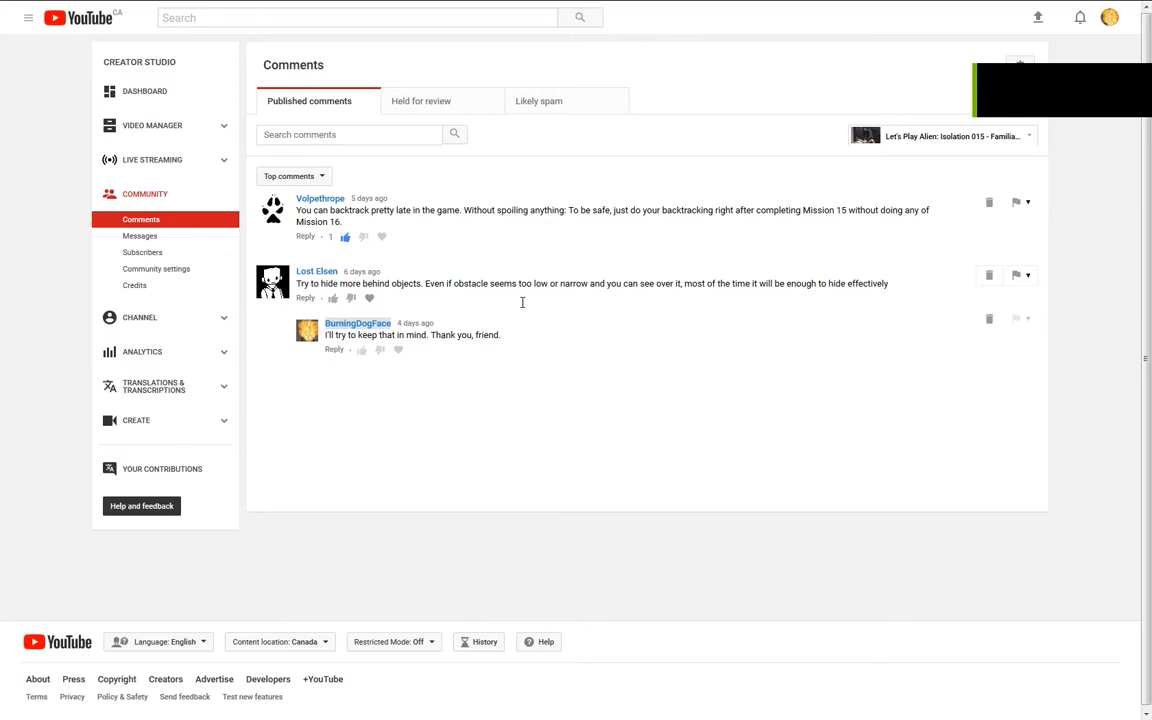 YouTube CA
Search
CREATOR STUDIO
DASHBOARD
VIDEO MANAGER
LIVE STREAMING
COMMUNITY
Comments
Messages
Subscribers
Community settings
Credits
CHANNEL
ANALYTICS
TRANSLATIONS &
TRANSCRIPTIONS
CREATE
YOUR CONTRIBUTIONS
Help and feedback
Comments
Published comments
Held for review
Likely spam
Search comments
Let's Play Alien: Isolation 015 - Familia...
Top comments
Volpethrope 5 days ago
You can backtrack pretty late in the game. Without spoiling anything: To be safe, just do your backtracking right after completing Mission 15 without doing any of
Mission 16.
Reply · 1
Lost Elsen 6 days ago
Try to hide more behind objects. Even if obstacle seems too low or narrow and you can see over it, most of the time it will be enough to hide effectively
Reply ·
BurningDogFace 4 days ago
I'll try to keep that in mind. Thank you, friend.
Reply ·
YouTube
Language: English
Content location: Canada
Restricted Mode: Off
History
Help
About Press Copyright Creators Advertise Developers +YouTube
Terms Privacy Policy & Safety Send feedback Test new features